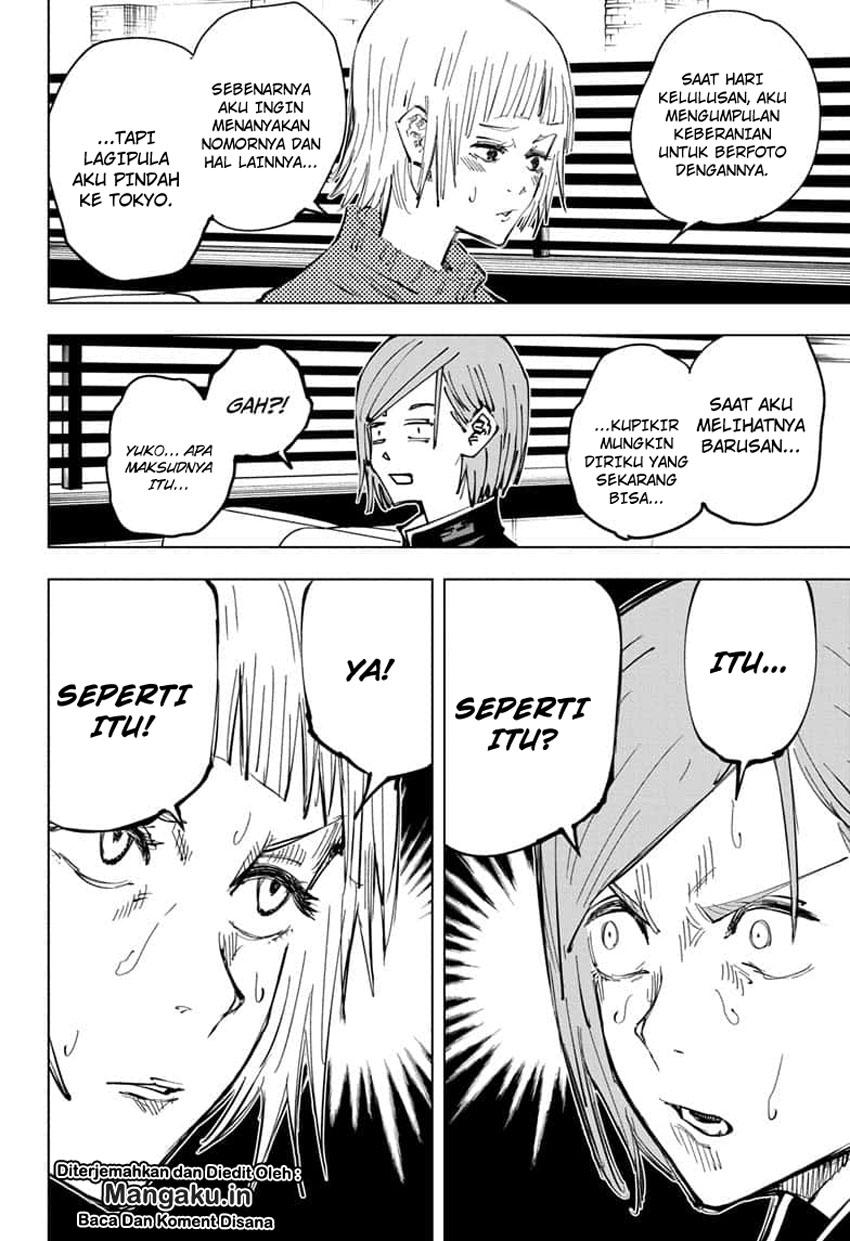 SAAT HARI
KELULUSAN, AKU
MENGUMPULAN
KEBERANIAN
UNTUK BERFOTO
DENGANNYA.
SEBENARNYA
AKU INGIN
MENANYAKAN
NOMORNYA DAN
HAL LAINNYA...
...TAPI
LAGIPULA
AKU PINDAH
KE TOKYO.
SAAT AKU
MELIHATNYA
BARUSAN...
...KUPIKIR
MUNGKIN
DIRIKU YANG
SEKARANG
BISA...
GAH?!
YUKO... APA
MAKSUDNYA
ITU...
ITU...
SEPERTI
ITU?
YA!
SEPERTI
ITU!
Diterjemahkan dan Diedit Oleh :
Mangaku.in
Baca Dan Koment Disana